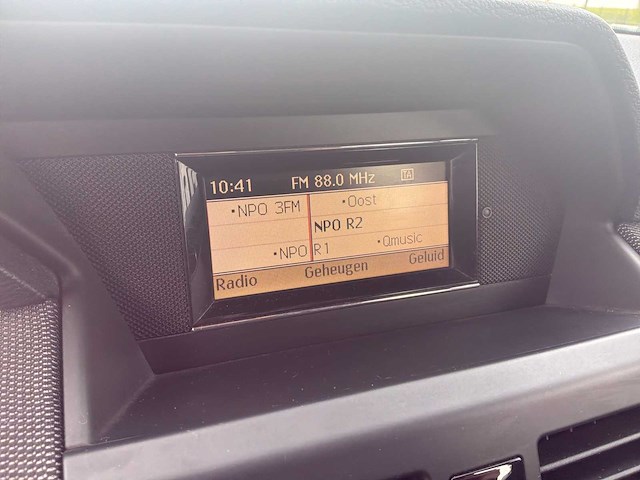 10:41 FM 88.0 MHz TA
•NPO 3FM •Oost
NPO R2
•NPO R1 •Qmusic
Radio Geheugen Geluid